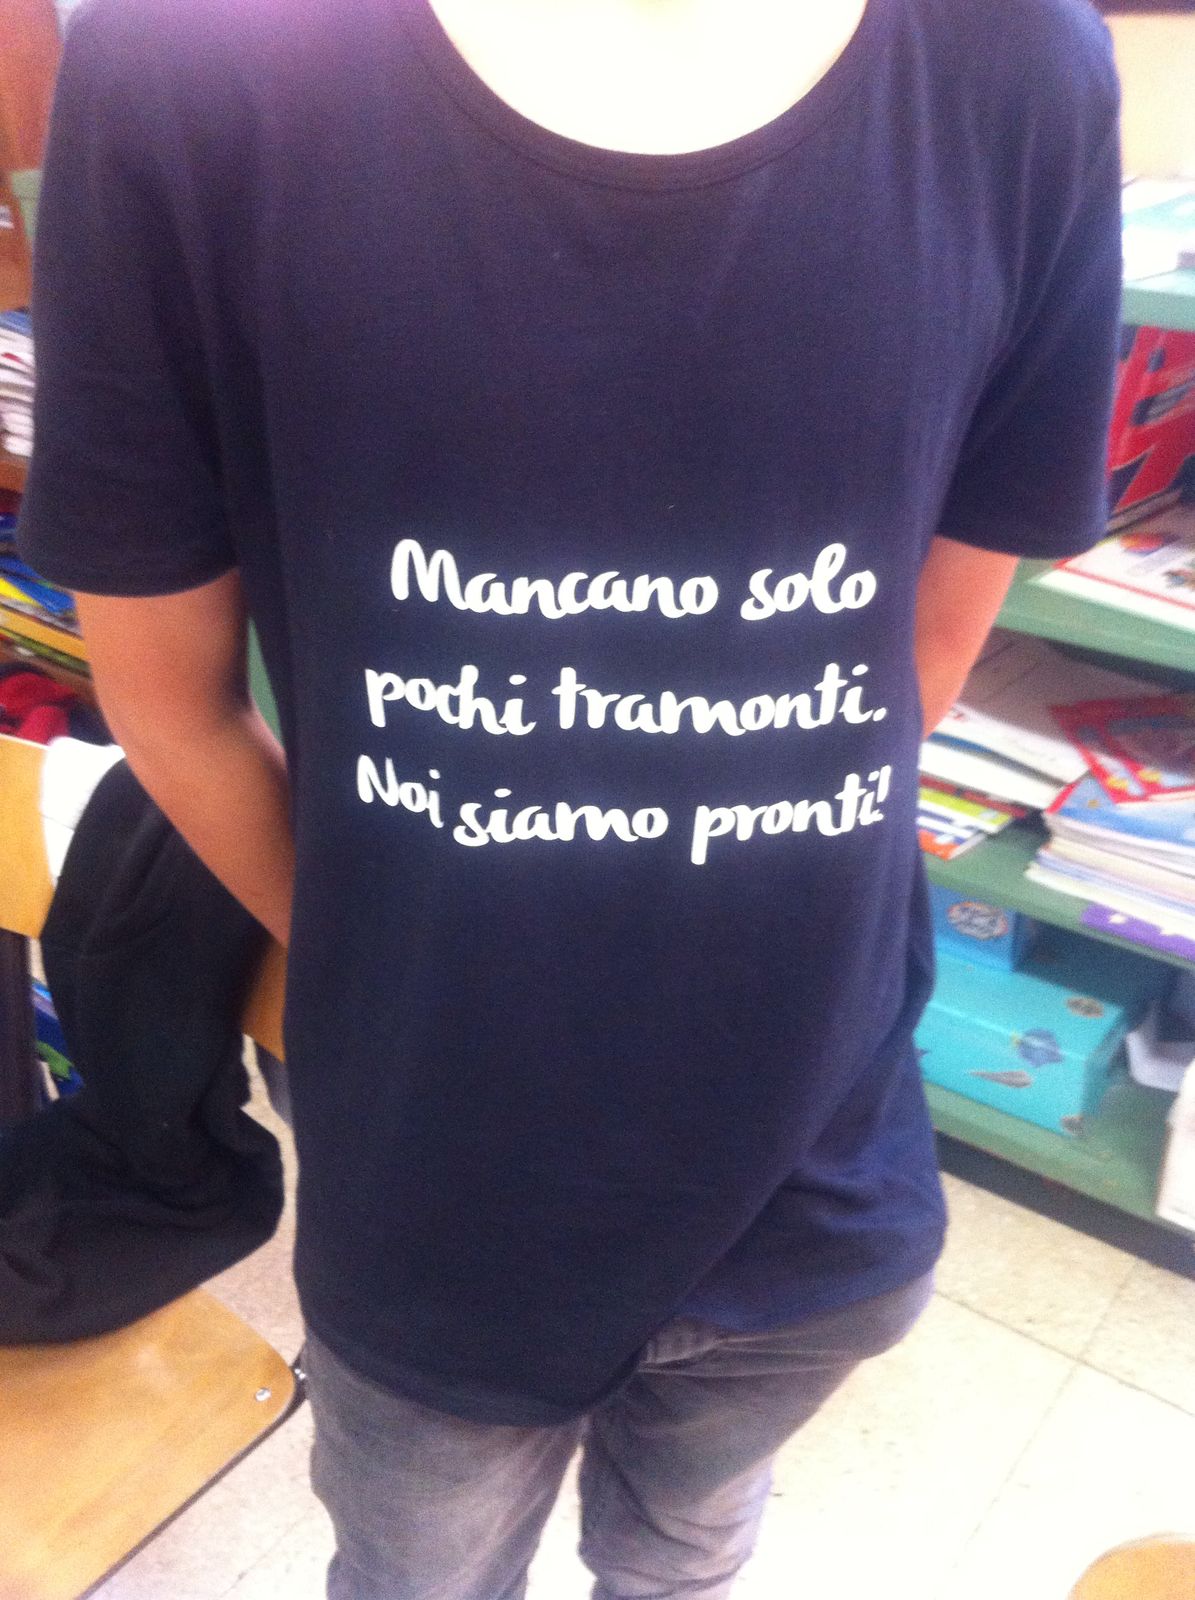 Mancano solo
pochi tramonti.
Noi siamo pronti!